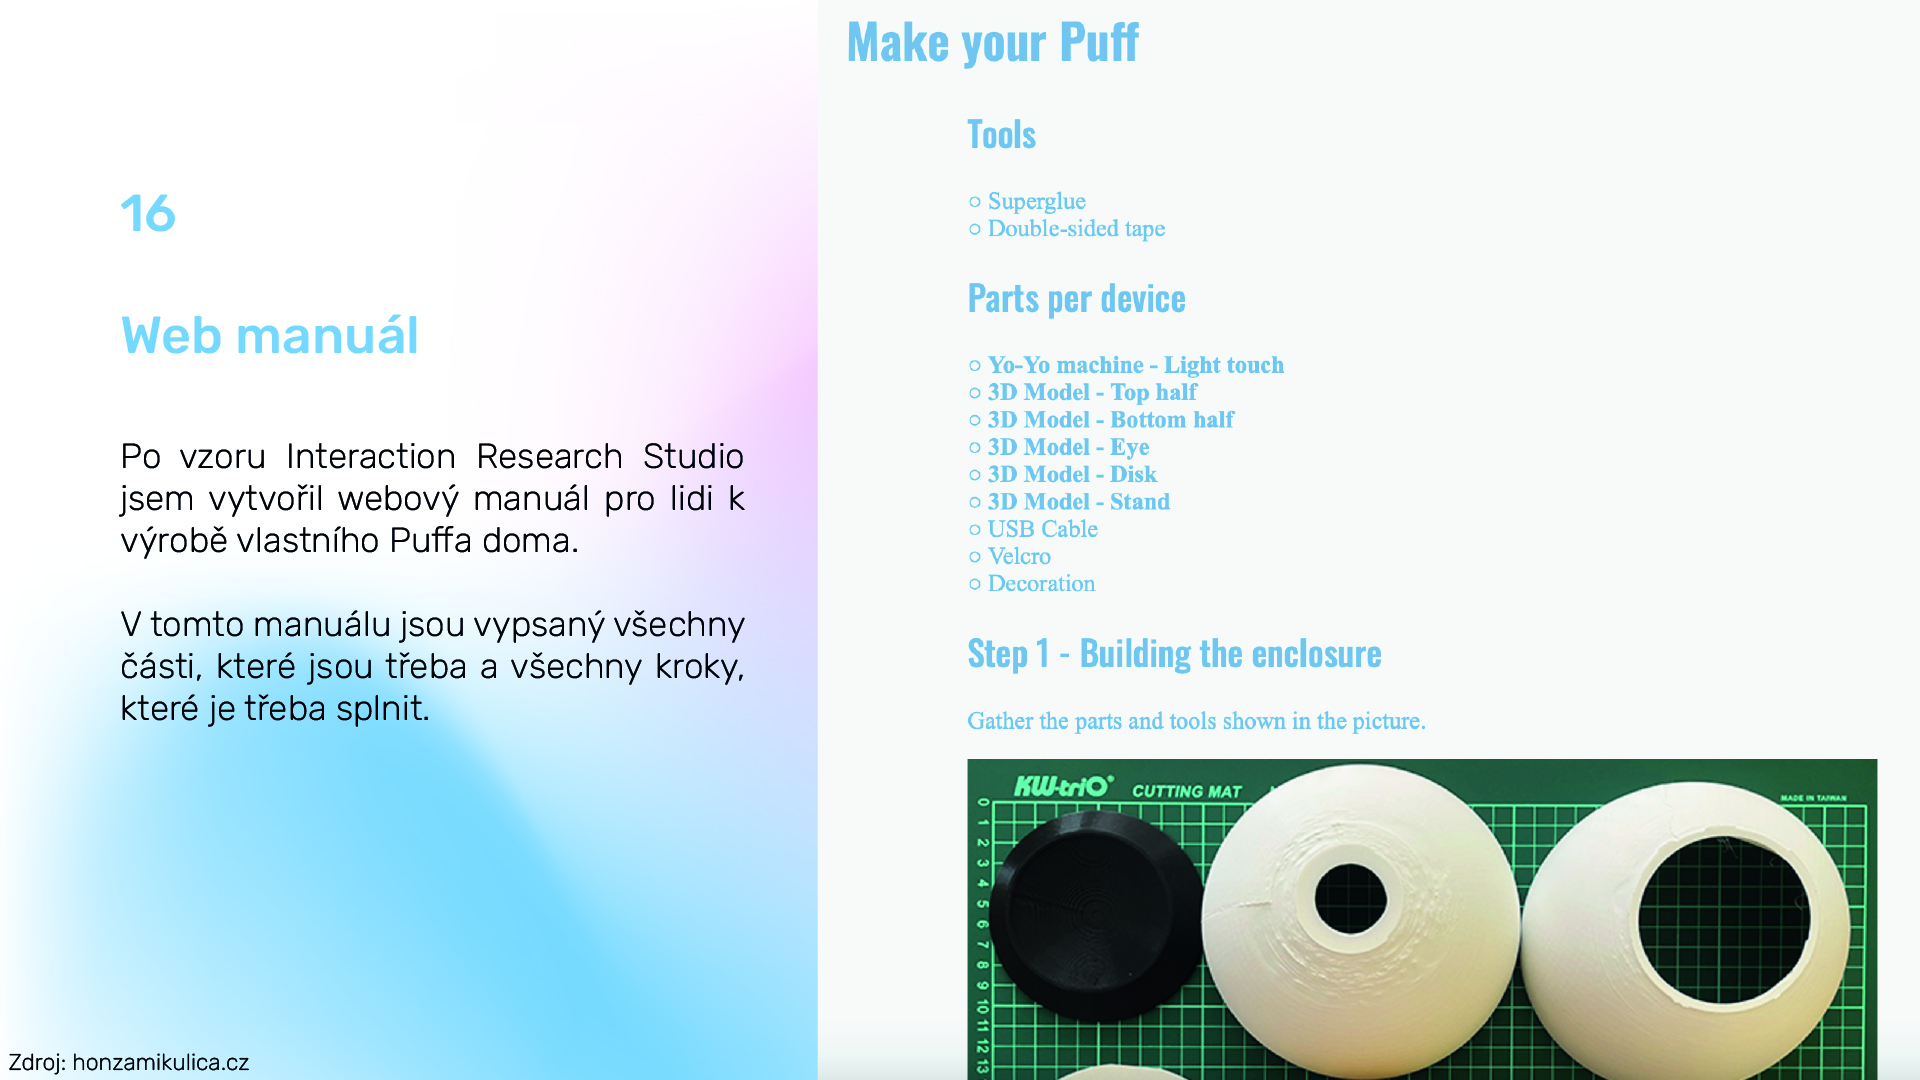 16
Web manuál
Po vzoru Interaction Research Studio
jsem vytvořil webový manuál pro lidi k
výrobě vlastního Puffa doma.
V tomto manuálu jsou vypsaný všechny
části, které jsou třeba a všechny kroky,
které je třeba splnit.
Zdroj: honzamikulica.cz
Make your Puff
Tools
○ Superglue
○ Double-sided tape
Parts per device
○ Yo-Yo machine - Light touch
○ 3D Model - Top half
○ 3D Model - Bottom half
○ 3D Model - Eye
○ 3D Model - Disk
○ 3D Model - Stand
○ USB Cable
○ Velcro
○ Decoration
Step 1 - Building the enclosure
Gather the parts and tools shown in the picture.
KW-triO® CUTTING MAT
MADE IN TAIWAN
0
1
2
3
4
5
6
7
8
9
10
11
12
13